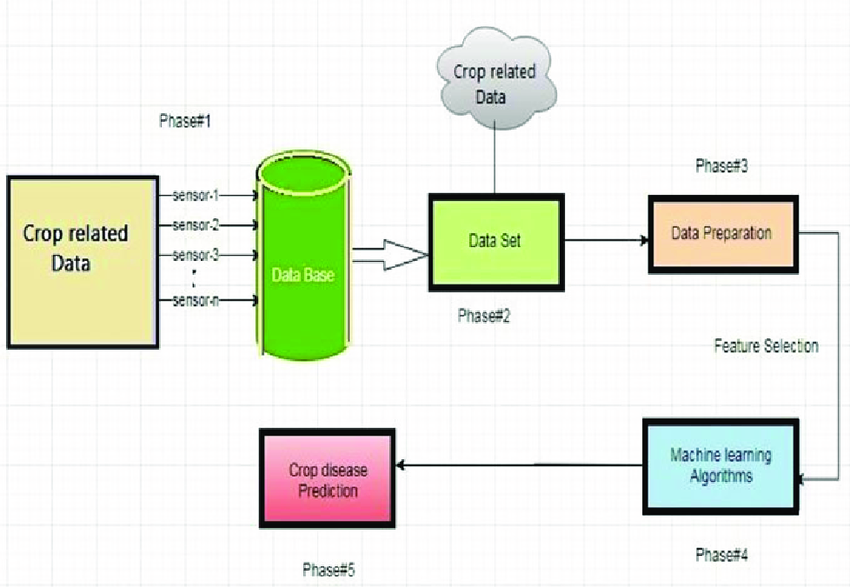 Crop related
Data
Phase#1
Phase#3
Crop related
Data
sensor-1
sensor-2
sensor-3
sensor-n
Data Base
Data Set
Data Preparation
Phase#2
Feature Selection
Crop disease
Prediction
Machine learning
Algorithms
Phase#4
Phase#5